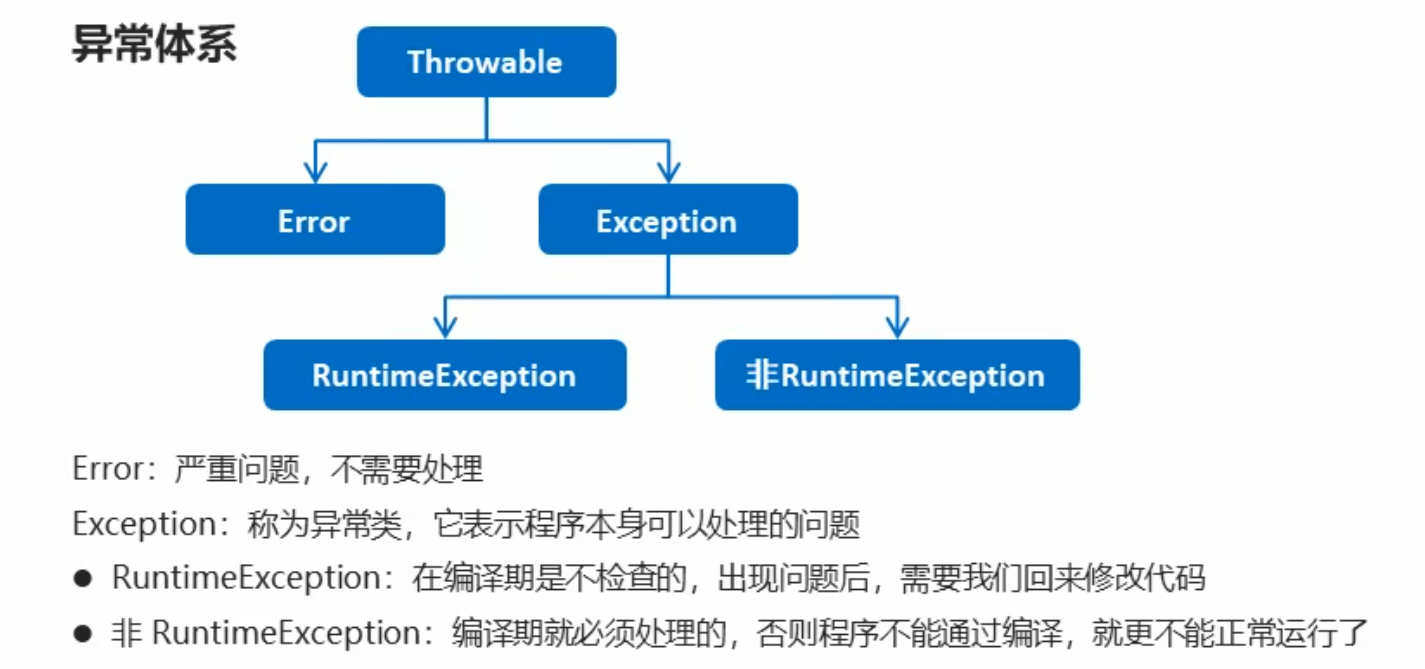 异常体系
Throwable
Error
Exception
RuntimeException
非RuntimeException
Error：严重问题，不需要处理
Exception：称为异常类，它表示程序本身可以处理的问题
● RuntimeException：在编译期是不检查的，出现问题后，需要我们回来修改代码
● 非 RuntimeException：编译期就必须处理的，否则程序不能通过编译，就更不能正常运行了